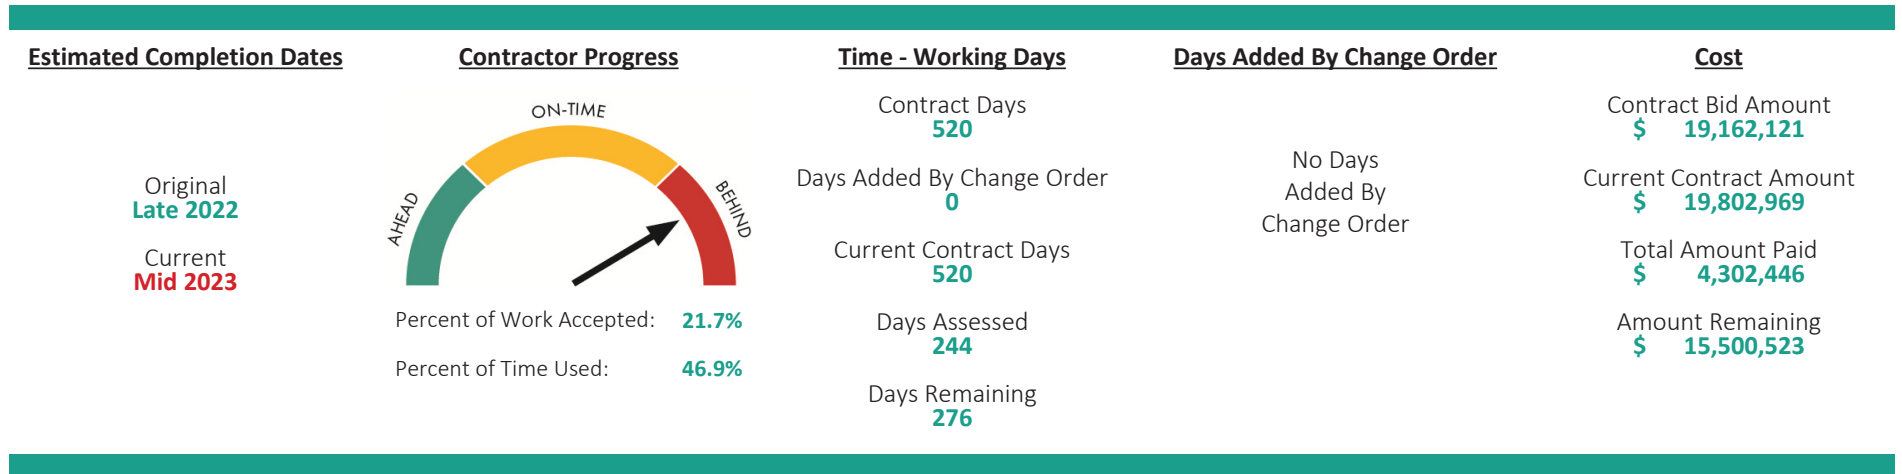 Estimated Completion Dates
Original
Late 2022
Current
Mid 2023
Contractor Progress
AHEAD
ON-TIME
BEHIND
Percent of Work Accepted: 21.7%
Percent of Time Used: 46.9%
Time - Working Days
Contract Days
520
Days Added By Change Order
0
Current Contract Days
520
Days Assessed
244
Days Remaining
276
Days Added By Change Order
No Days
Added By
Change Order
Cost
Contract Bid Amount
$ 19,162,121
Current Contract Amount
$ 19,802,969
Total Amount Paid
$ 4,302,446
Amount Remaining
$ 15,500,523